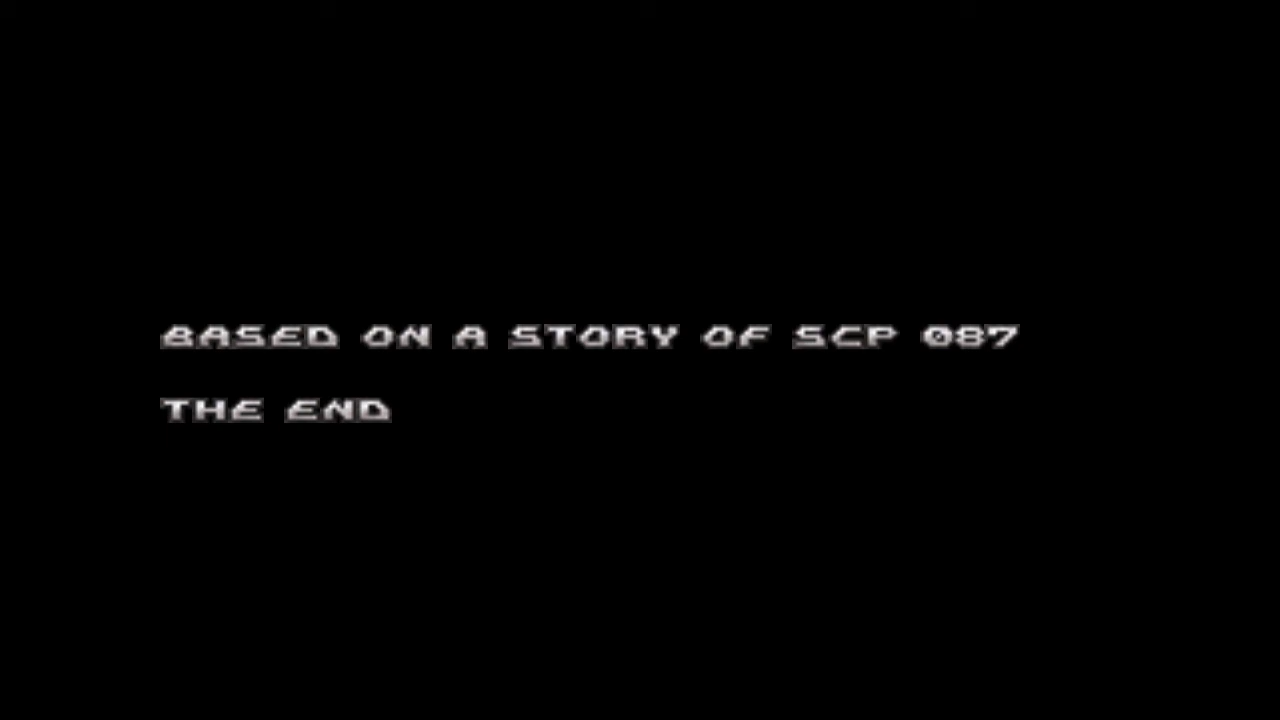 BASED ON A STORY OF SCP 087
THE END